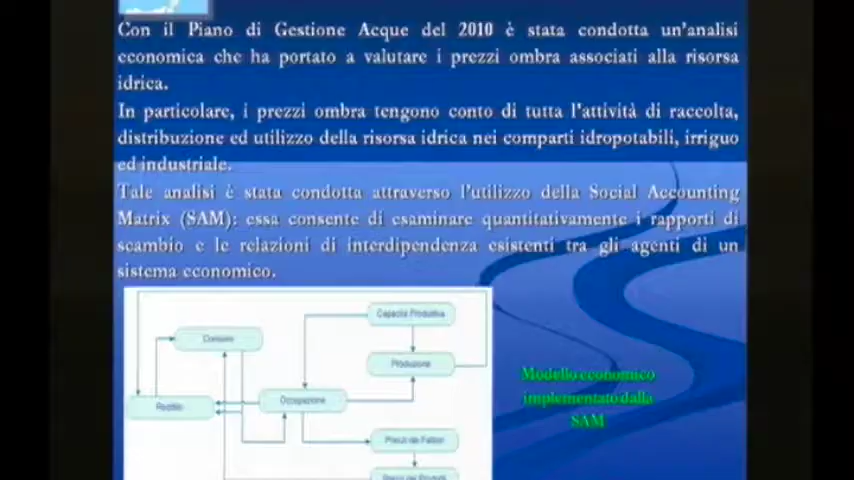 Con il Piano di Gestione Acque del 2010 è stata condotta un'analisi
economica che ha portato a valutare i prezzi ombra associati alla risorsa
idrica.
In particolare, i prezzi ombra tengono conto di tutta l'attività di raccolta,
distribuzione ed utilizzo della risorsa idrica nei comparti idropotabili, irriguo
ed industriale.
Tale analisi è stata condotta attraverso l'utilizzo della Social Accounting
Matrix (SAM): essa consente di esaminare quantitativamente i rapporti di
scambio e le relazioni di interdipendenza esistenti tra gli agenti di un
sistema economico.
Capacità Produttiva
Consumi
Produzione
Occupazione
Reddito
Prezzi dei Fattori
Prezzi dei Prodotti
Modello economico
implementato dalla
SAM